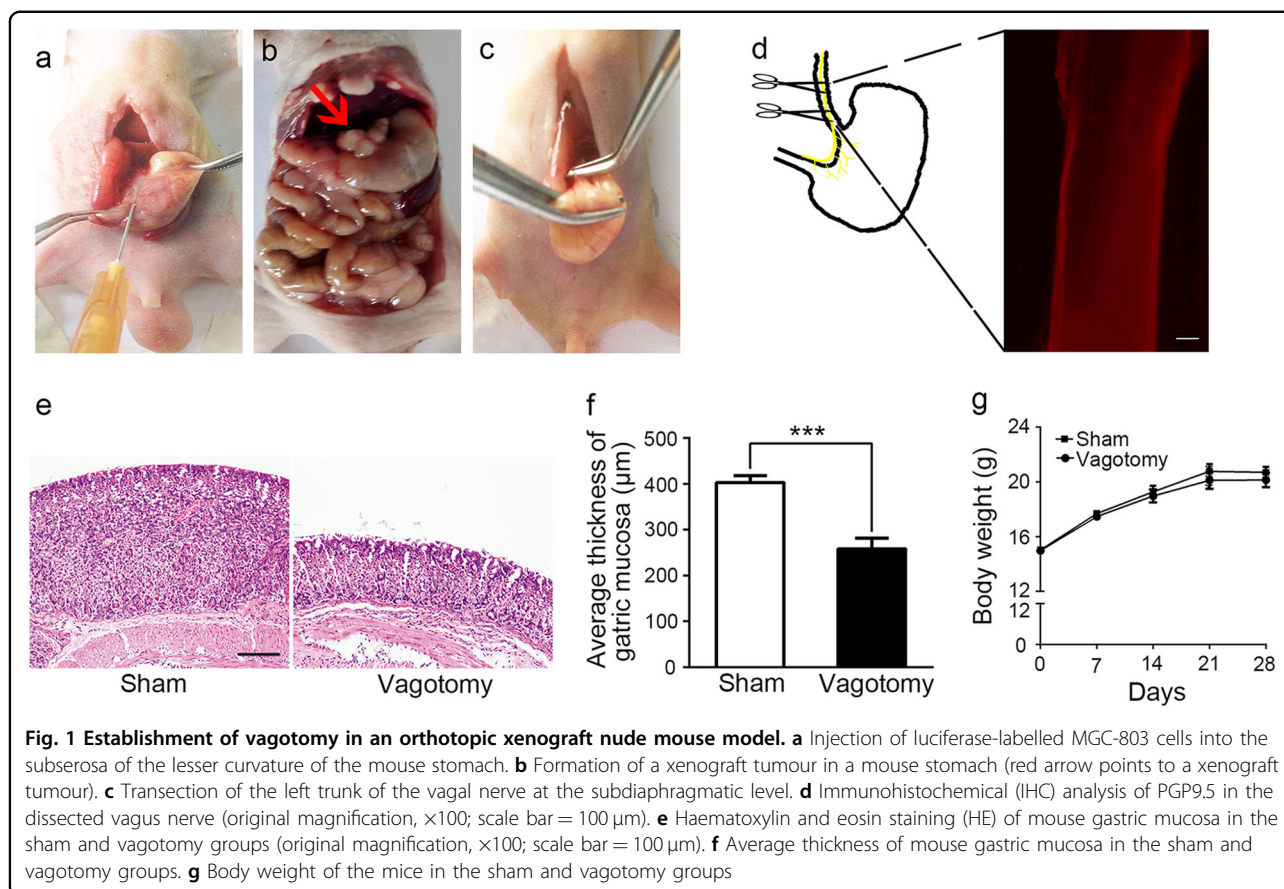 a
b
c
d
e
Sham
Vagotomy
f
Average thickness of
gatric mucosa (μm)
500
400
300
200
100
0
***
Sham
Vagotomy
g
Body weight (g)
24
20
16
12
12
0
Sham
Vagotomy
0 7 14 21 28
Days
Fig. 1 Establishment of vagotomy in an orthotopic xenograft nude mouse model. a Injection of luciferase-labelled MGC-803 cells into the
subserosa of the lesser curvature of the mouse stomach. b Formation of a xenograft tumour in a mouse stomach (red arrow points to a xenograft
tumour). c Transection of the left trunk of the vagal nerve at the subdiaphragmatic level. d Immunohistochemical (IHC) analysis of PGP9.5 in the
dissected vagus nerve (original magnification, ×100; scale bar = 100 μm). e Haematoxylin and eosin staining (HE) of mouse gastric mucosa in the
sham and vagotomy groups (original magnification, ×100; scale bar = 100 μm). f Average thickness of mouse gastric mucosa in the sham and
vagotomy groups. g Body weight of the mice in the sham and vagotomy groups